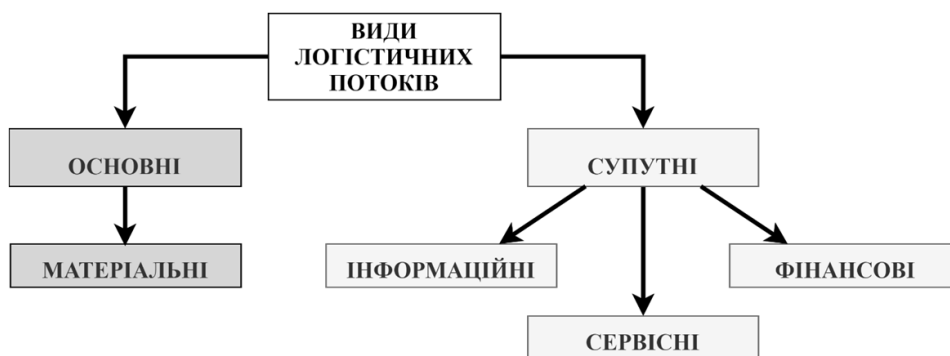 ВИДИ
ЛОГІСТИЧНИХ
ПОТОКІВ
ОСНОВНІ
СУПУТНІ
МАТЕРІАЛЬНІ
ІНФОРМАЦІЙНІ
ФІНАНСОВІ
СЕРВІСНІ